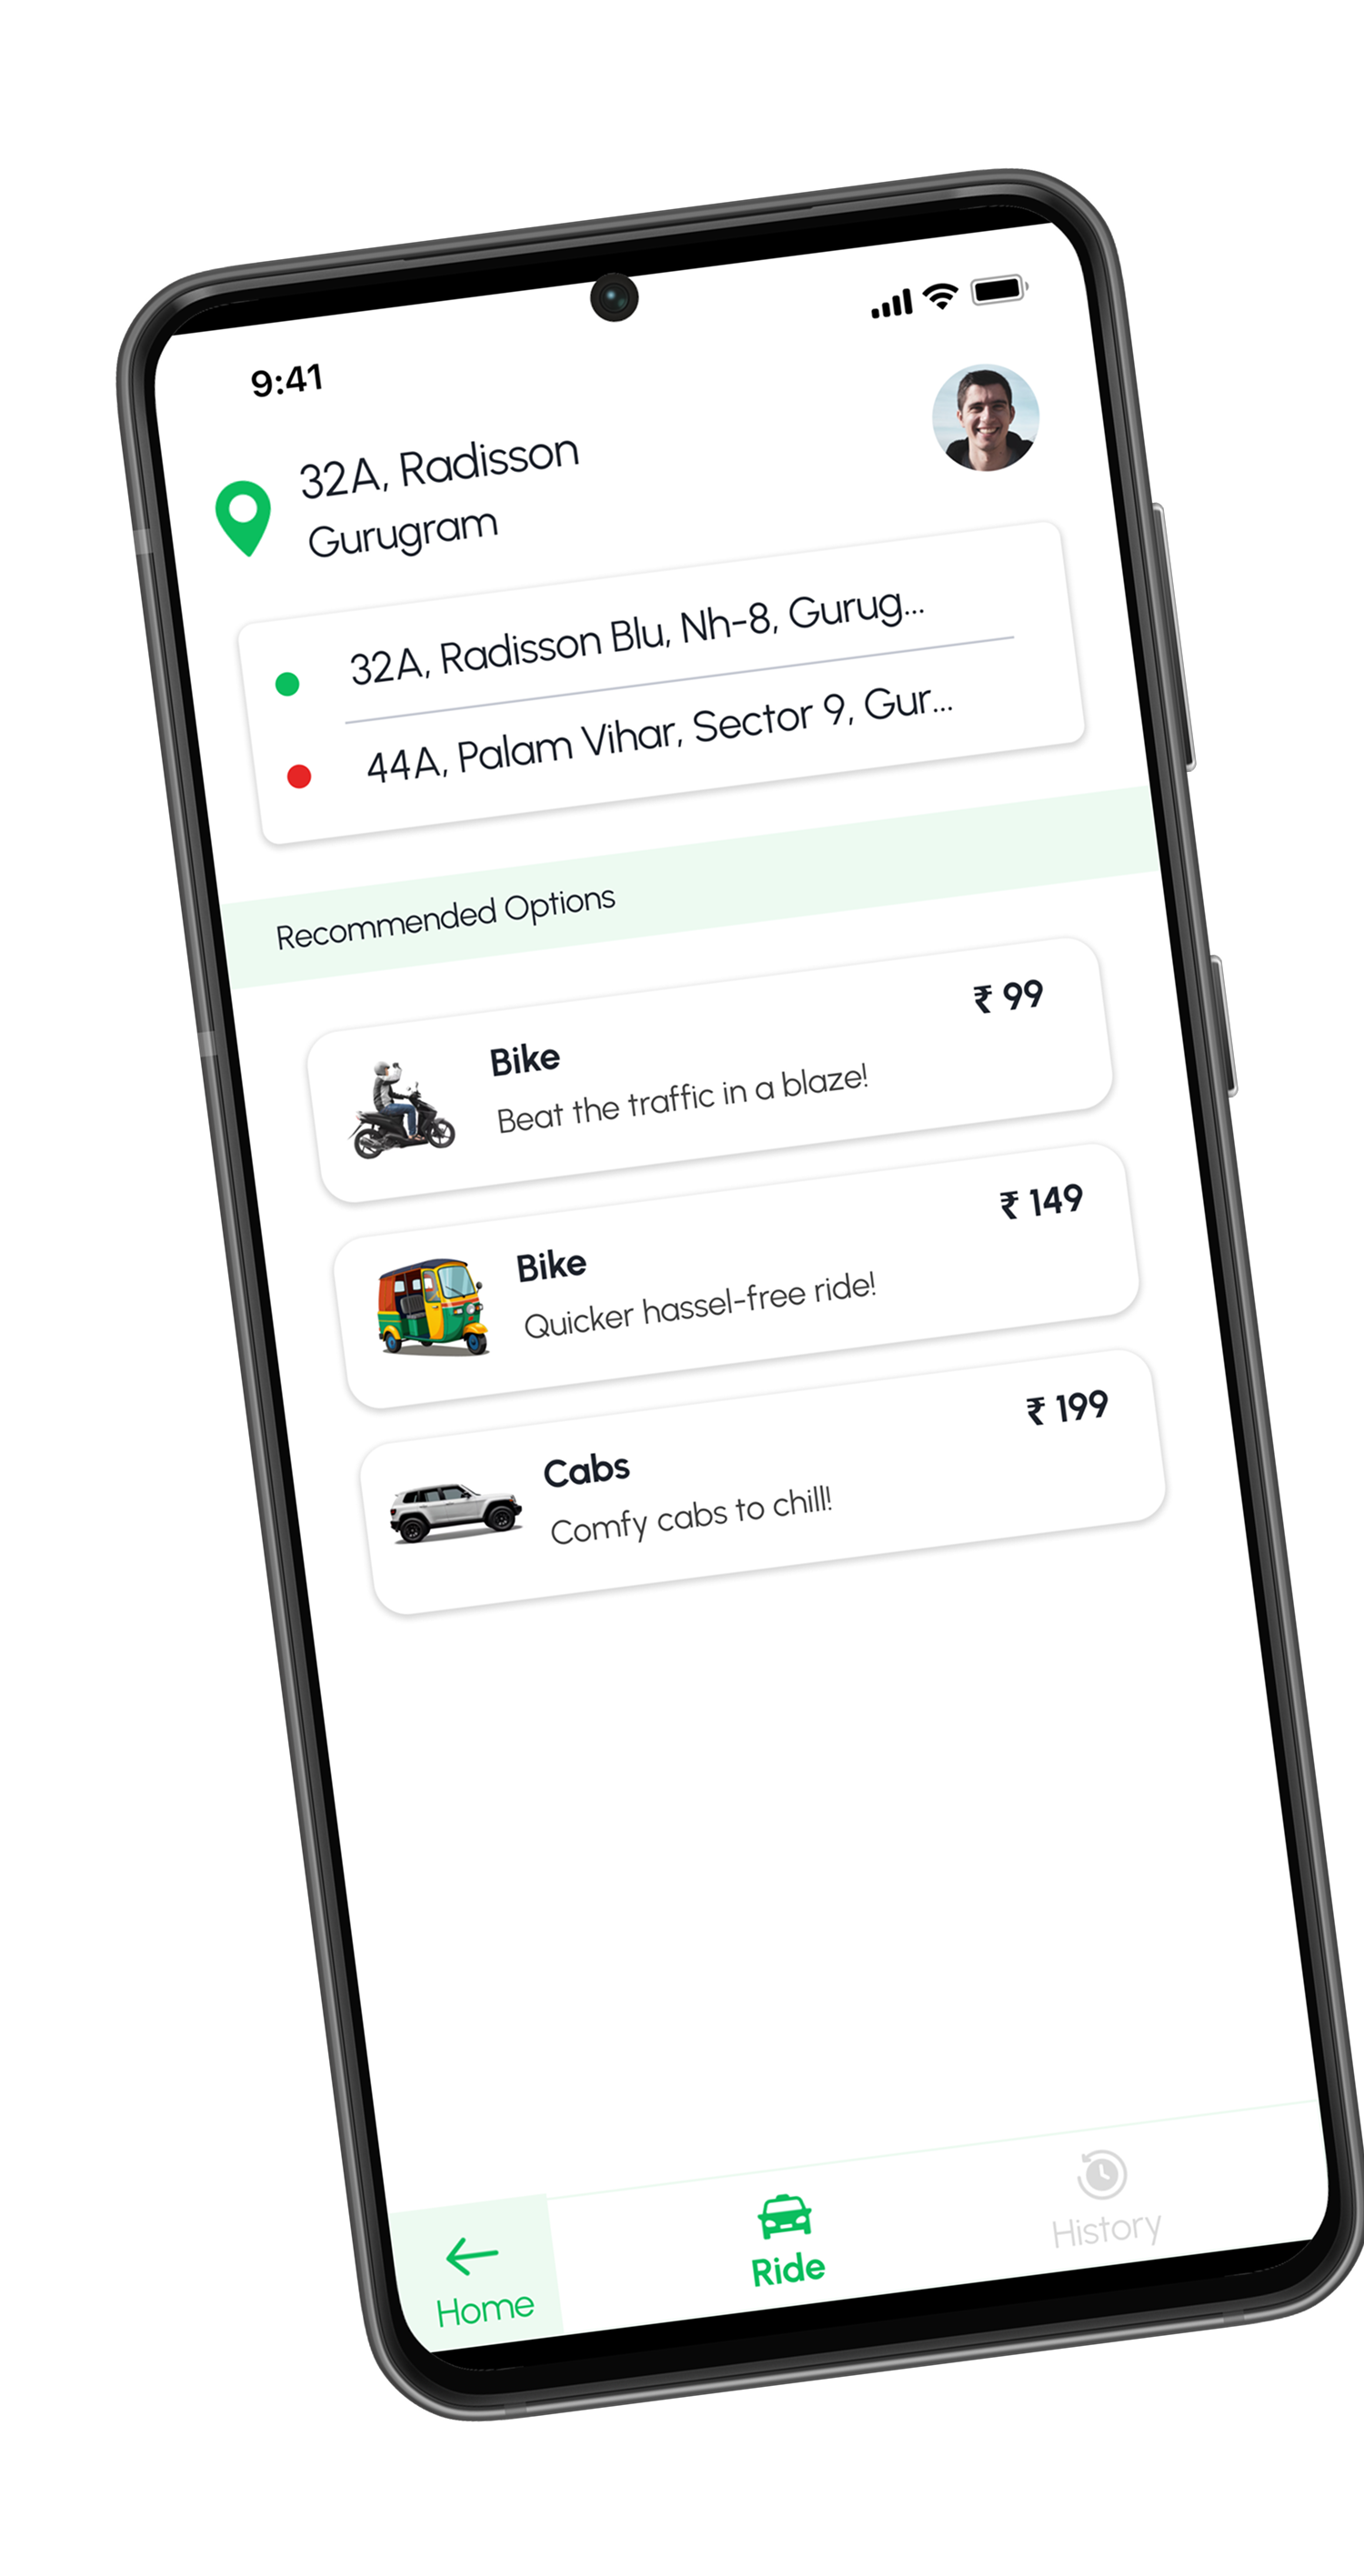 9:41
32A, Radisson
Gurugram
32A, Radisson Blu, Nh-8, Gurug...
44A, Palam Vihar, Sector 9, Gur...
Recommended Options
Bike
₹ 99
Beat the traffic in a blaze!
Bike
₹ 149
Quicker hassel-free ride!
Cabs
₹ 199
Comfy cabs to chill!
Home
Ride
History